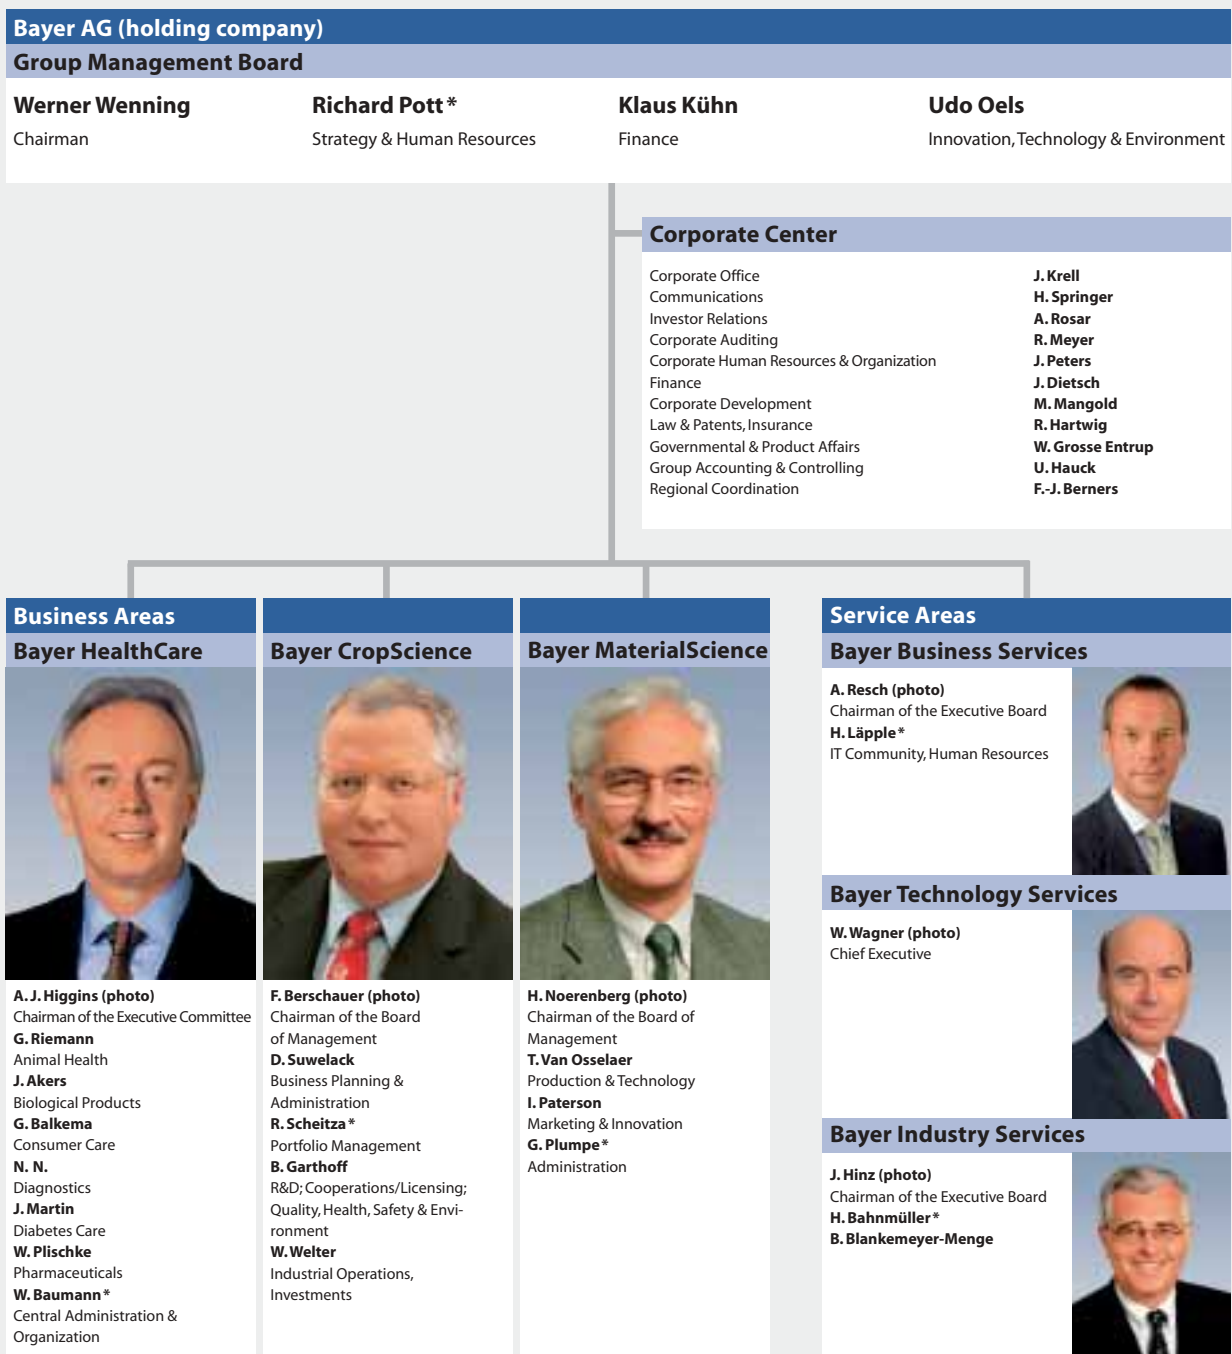 Bayer AG (holding company)
Group Management Board
Werner Wenning
Chairman
Richard Pott*
Strategy & Human Resources
Klaus Kühn
Finance
Udo Oels
Innovation, Technology & Environment
Corporate Center
Corporate Office J. Krell
Communications H. Springer
Investor Relations A. Rosar
Corporate Auditing R. Meyer
Corporate Human Resources & Organization J. Peters
Finance J. Dietsch
Corporate Development M. Mangold
Law & Patents, Insurance R. Hartwig
Governmental & Product Affairs W. Grosse Entrup
Group Accounting & Controlling U. Hauck
Regional Coordination F.-J. Berners
Business Areas
Bayer HealthCare
A. J. Higgins (photo)
Chairman of the Executive Committee
G. Riemann
Animal Health
J. Akers
Biological Products
G. Balkema
Consumer Care
N. N.
Diagnostics
J. Martin
Diabetes Care
W. Plischke
Pharmaceuticals
W. Baumann*
Central Administration &
Organization
Bayer CropScience
F. Berschauer (photo)
Chairman of the Board
of Management
D. Suwelack
Business Planning &
Administration
R. Scheitza*
Portfolio Management
B. Garthoff
R&D; Cooperations/Licensing;
Quality, Health, Safety & Envi-
ronment
W. Welter
Industrial Operations,
Investments
Bayer MaterialScience
H. Noerenberg (photo)
Chairman of the Board of
Management
T. Van Osselaer
Production & Technology
I. Paterson
Marketing & Innovation
G. Plumpe*
Administration
Service Areas
Bayer Business Services
A. Resch (photo)
Chairman of the Executive Board
H. Läpple*
IT Community, Human Resources
Bayer Technology Services
W. Wagner (photo)
Chief Executive
Bayer Industry Services
J. Hinz (photo)
Chairman of the Executive Board
H. Bahnmüller*
B. Blankemeyer-Menge